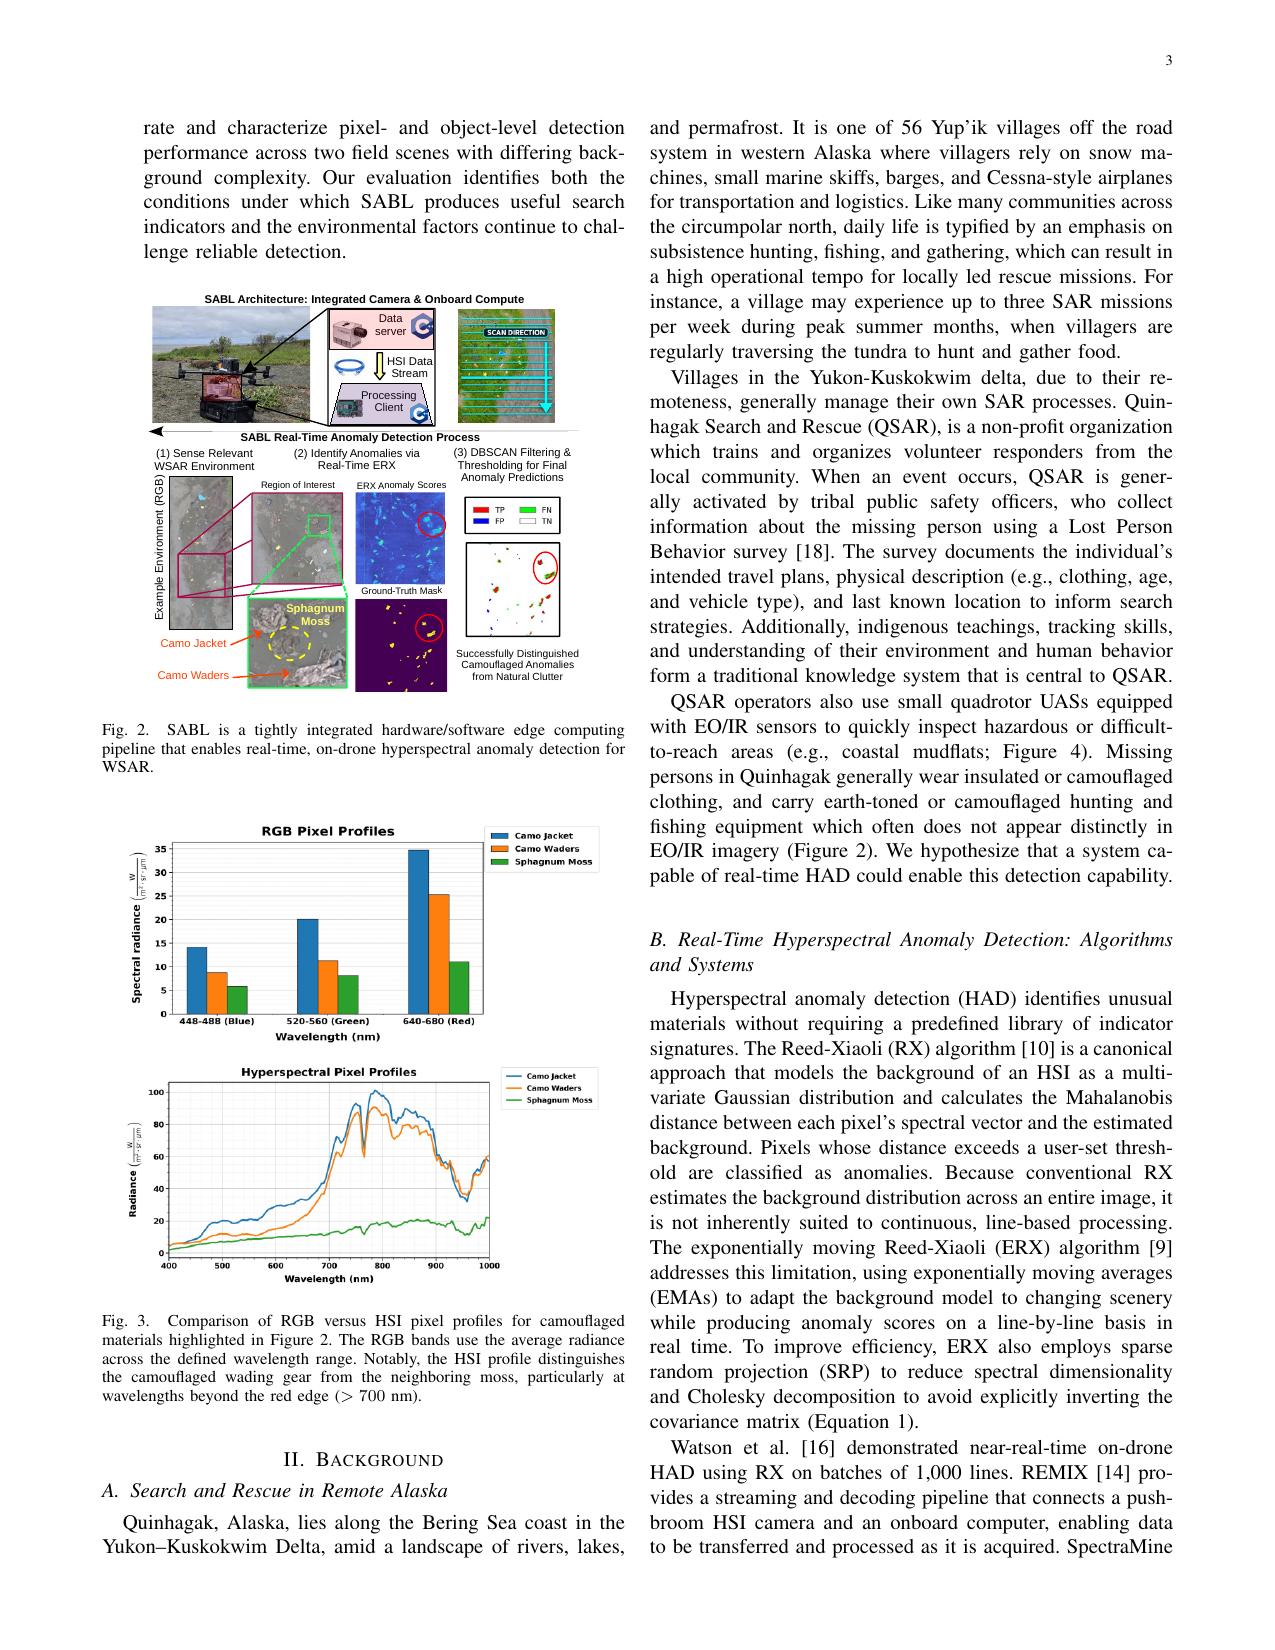 3
rate and characterize pixel- and object-level detection
performance across two field scenes with differing back-
ground complexity. Our evaluation identifies both the
conditions under which SABL produces useful search
indicators and the environmental factors continue to chal-
lenge reliable detection.
SABL Architecture: Integrated Camera & Onboard Compute
Data
server
HSI Data
Stream
Processing
Client
SCAN DIRECTION
SABL Real-Time Anomaly Detection Process
(1) Sense Relevant
WSAR Environment
(2) Identify Anomalies via
Real-Time ERX
(3) DBSCAN Filtering &
Thresholding for Final
Anomaly Predictions
Example Environment (RGB)
Region of Interest
ERX Anomaly Scores
TP FN
FP TN
Ground-Truth Mask
Sphagnum
Moss
Camo Jacket
Camo Waders
Successfully Distinguished
Camouflaged Anomalies
from Natural Clutter
Fig. 2. SABL is a tightly integrated hardware/software edge computing
pipeline that enables real-time, on-drone hyperspectral anomaly detection for
WSAR.
RGB Pixel Profiles
Camo Jacket
Camo Waders
Sphagnum Moss
Spectral radiance (W / m² · sr · μm)
35
30
25
20
15
10
5
0
448-488 (Blue) 520-560 (Green) 640-680 (Red)
Wavelength (nm)
Hyperspectral Pixel Profiles
Camo Jacket
Camo Waders
Sphagnum Moss
Radiance (W / m² · sr · μm)
100
80
60
40
20
0
400 500 600 700 800 900 1000
Wavelength (nm)
Fig. 3. Comparison of RGB versus HSI pixel profiles for camouflaged
materials highlighted in Figure 2. The RGB bands use the average radiance
across the defined wavelength range. Notably, the HSI profile distinguishes
the camouflaged wading gear from the neighboring moss, particularly at
wavelengths beyond the red edge (> 700 nm).
II. BACKGROUND
A. Search and Rescue in Remote Alaska
Quinhagak, Alaska, lies along the Bering Sea coast in the
Yukon–Kuskokwim Delta, amid a landscape of rivers, lakes,
and permafrost. It is one of 56 Yup'ik villages off the road
system in western Alaska where villagers rely on snow ma-
chines, small marine skiffs, barges, and Cessna-style airplanes
for transportation and logistics. Like many communities across
the circumpolar north, daily life is typified by an emphasis on
subsistence hunting, fishing, and gathering, which can result in
a high operational tempo for locally led rescue missions. For
instance, a village may experience up to three SAR missions
per week during peak summer months, when villagers are
regularly traversing the tundra to hunt and gather food.
Villages in the Yukon-Kuskokwim delta, due to their re-
moteness, generally manage their own SAR processes. Quin-
hagak Search and Rescue (QSAR), is a non-profit organization
which trains and organizes volunteer responders from the
local community. When an event occurs, QSAR is gener-
ally activated by tribal public safety officers, who collect
information about the missing person using a Lost Person
Behavior survey [18]. The survey documents the individual's
intended travel plans, physical description (e.g., clothing, age,
and vehicle type), and last known location to inform search
strategies. Additionally, indigenous teachings, tracking skills,
and understanding of their environment and human behavior
form a traditional knowledge system that is central to QSAR.
QSAR operators also use small quadrotor UASs equipped
with EO/IR sensors to quickly inspect hazardous or difficult-
to-reach areas (e.g., coastal mudflats; Figure 4). Missing
persons in Quinhagak generally wear insulated or camouflaged
clothing, and carry earth-toned or camouflaged hunting and
fishing equipment which often does not appear distinctly in
EO/IR imagery (Figure 2). We hypothesize that a system ca-
pable of real-time HAD could enable this detection capability.
B. Real-Time Hyperspectral Anomaly Detection: Algorithms
and Systems
Hyperspectral anomaly detection (HAD) identifies unusual
materials without requiring a predefined library of indicator
signatures. The Reed-Xiaoli (RX) algorithm [10] is a canonical
approach that models the background of an HSI as a multi-
variate Gaussian distribution and calculates the Mahalanobis
distance between each pixel's spectral vector and the estimated
background. Pixels whose distance exceeds a user-set thresh-
old are classified as anomalies. Because conventional RX
estimates the background distribution across an entire image, it
is not inherently suited to continuous, line-based processing.
The exponentially moving Reed-Xiaoli (ERX) algorithm [9]
addresses this limitation, using exponentially moving averages
(EMAs) to adapt the background model to changing scenery
while producing anomaly scores on a line-by-line basis in
real time. To improve efficiency, ERX also employs sparse
random projection (SRP) to reduce spectral dimensionality
and Cholesky decomposition to avoid explicitly inverting the
covariance matrix (Equation 1).
Watson et al. [16] demonstrated near-real-time on-drone
HAD using RX on batches of 1,000 lines. REMIX [14] pro-
vides a streaming and decoding pipeline that connects a push-
broom HSI camera and an onboard computer, enabling data
to be transferred and processed as it is acquired. SpectraMine